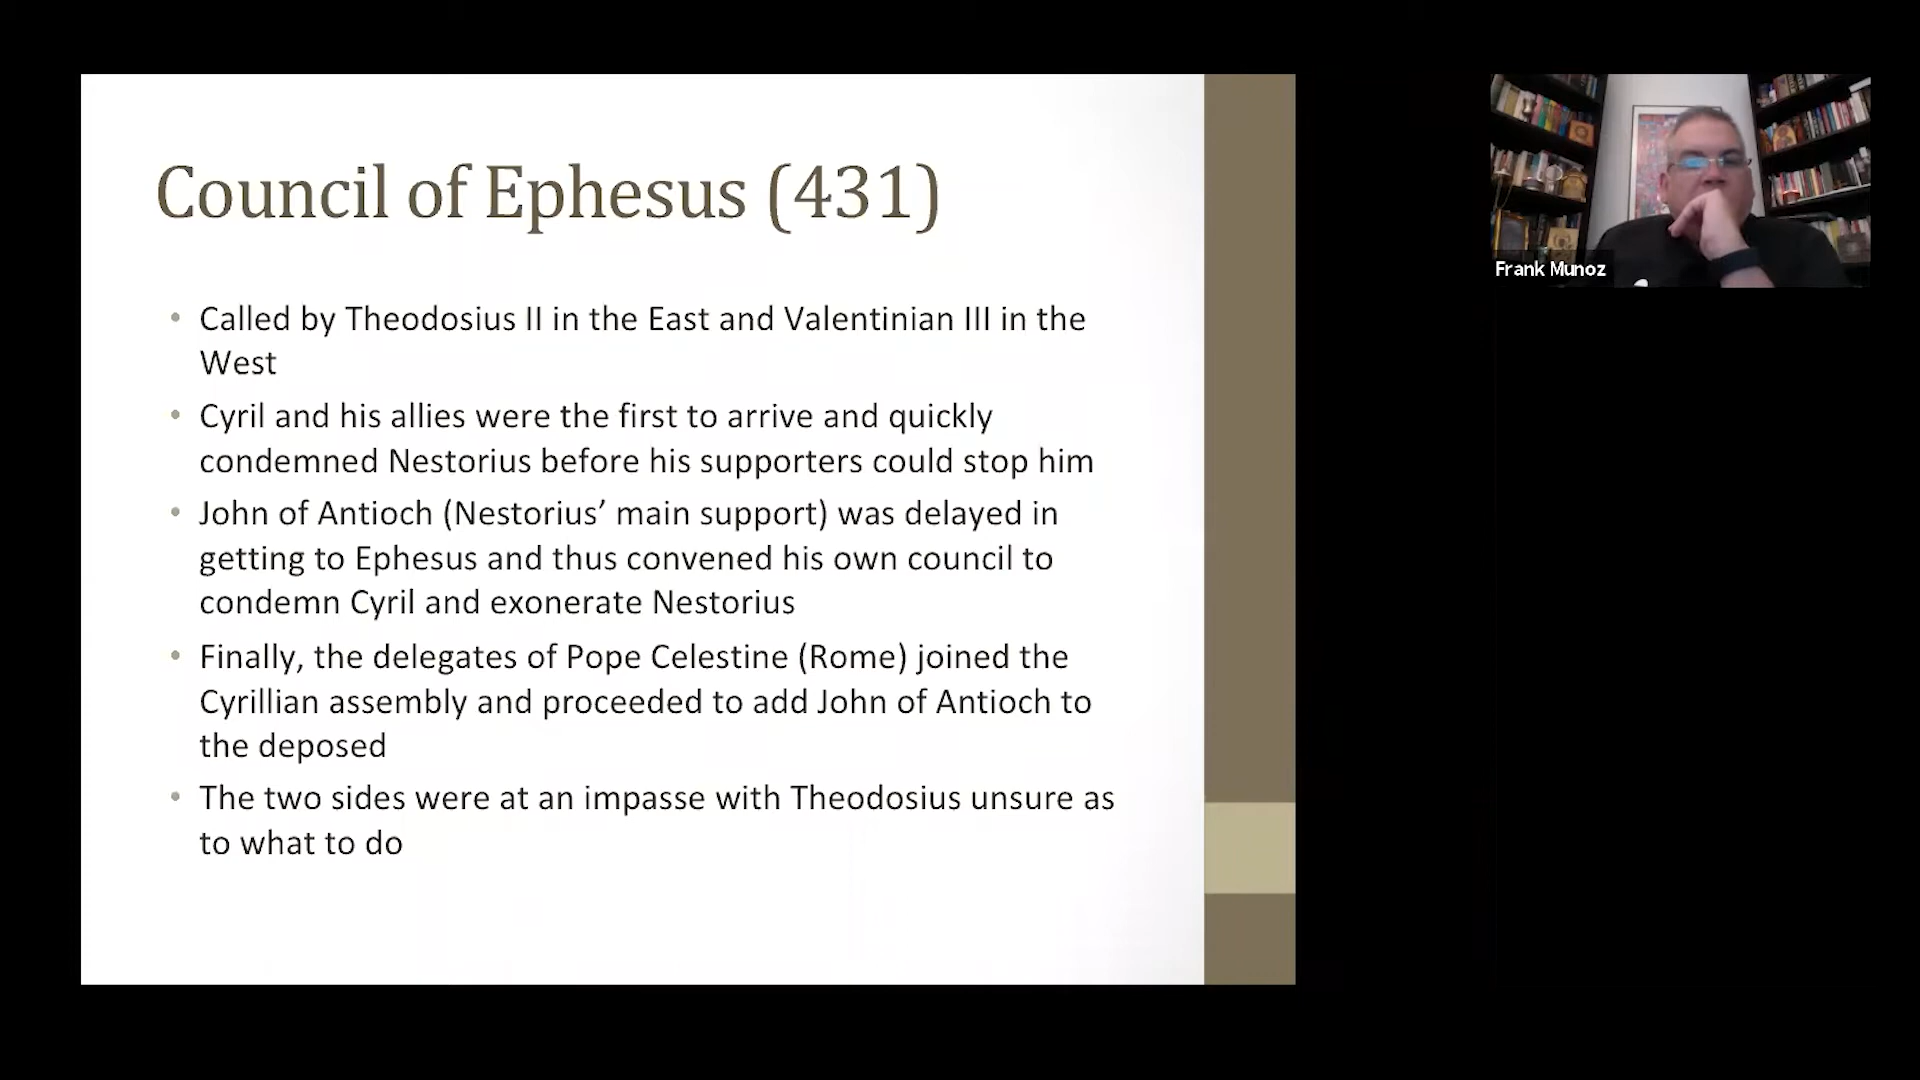 Council of Ephesus (431)
• Called by Theodosius II in the East and Valentinian III in the
West
• Cyril and his allies were the first to arrive and quickly
condemned Nestorius before his supporters could stop him
• John of Antioch (Nestorius’ main support) was delayed in
getting to Ephesus and thus convened his own council to
condemn Cyril and exonerate Nestorius
• Finally, the delegates of Pope Celestine (Rome) joined the
Cyrillian assembly and proceeded to add John of Antioch to
the deposed
• The two sides were at an impasse with Theodosius unsure as
to what to do
Frank Munoz